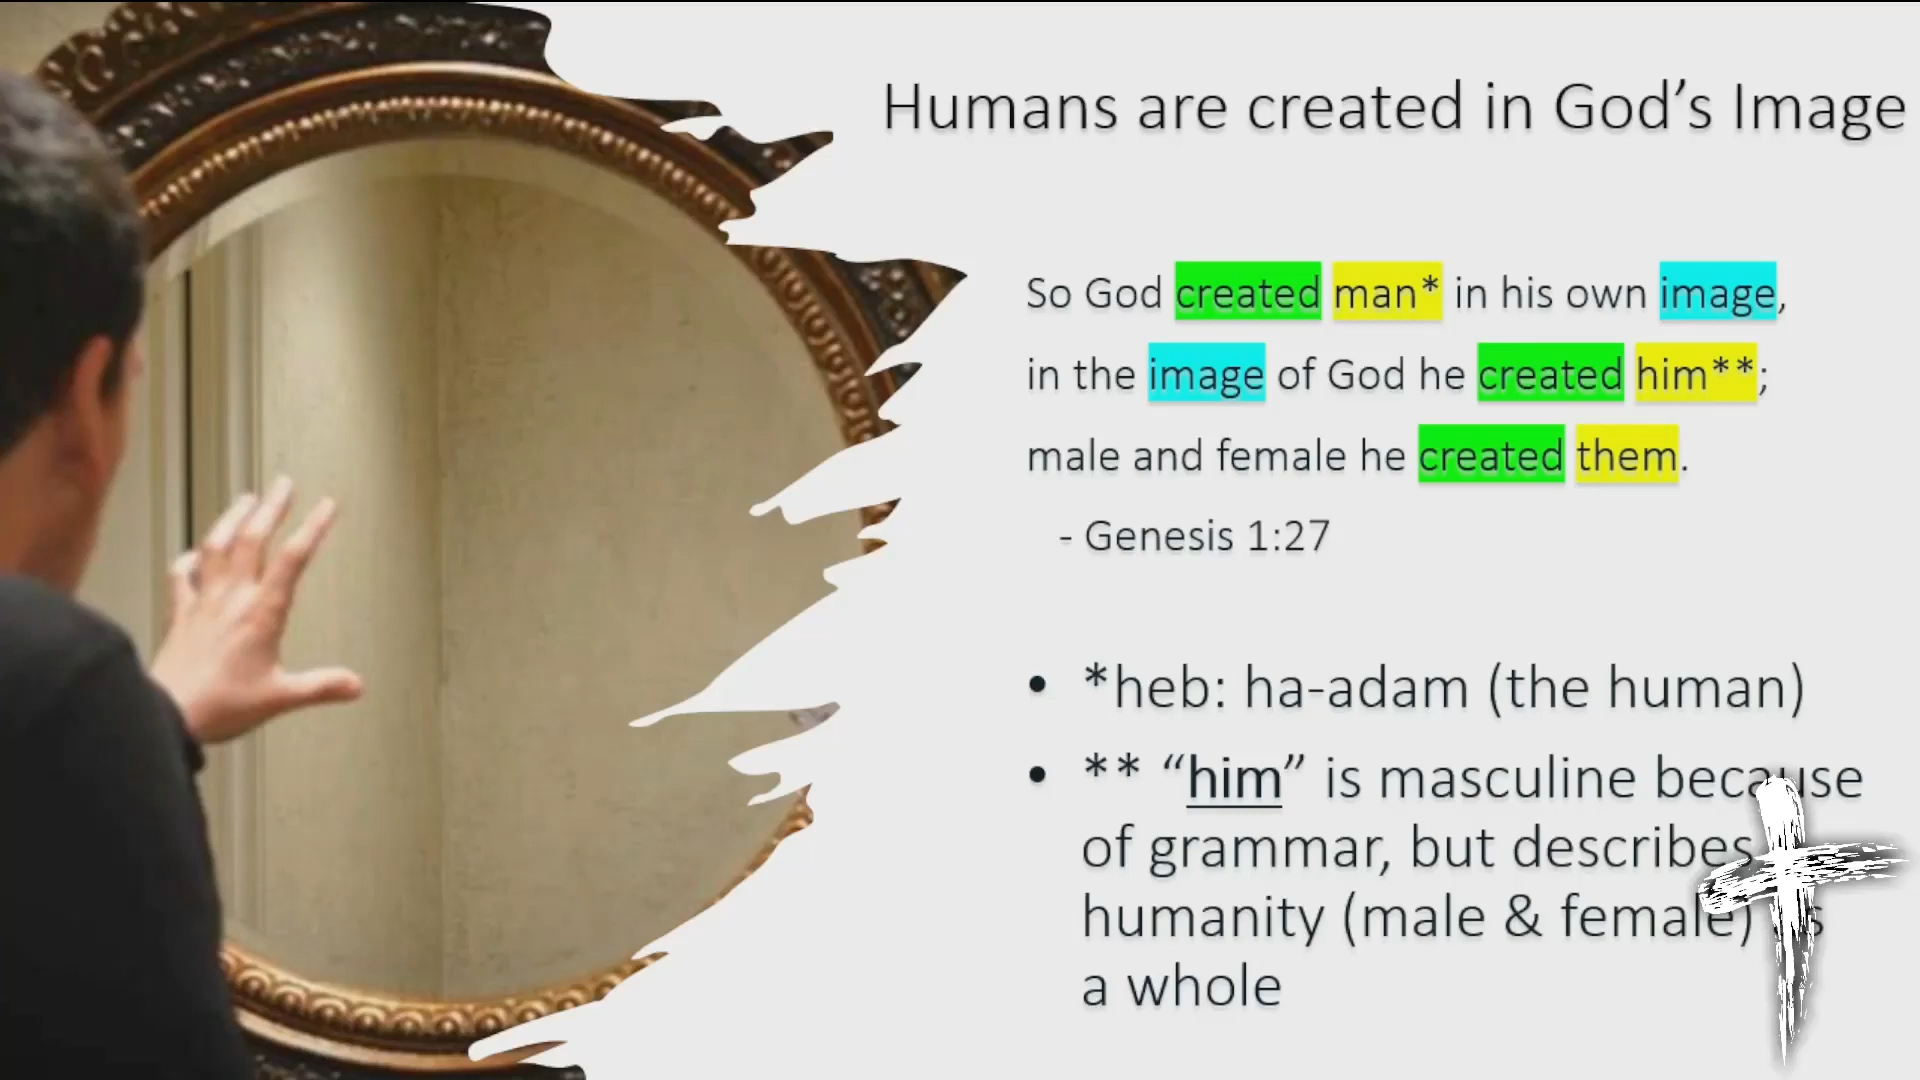 Humans are created in God’s Image
So God created man* in his own image,
in the image of God he created him**;
male and female he created them.
- Genesis 1:27
• *heb: ha-adam (the human)
• ** “him” is masculine because
of grammar, but describes
humanity (male & female) as
a whole